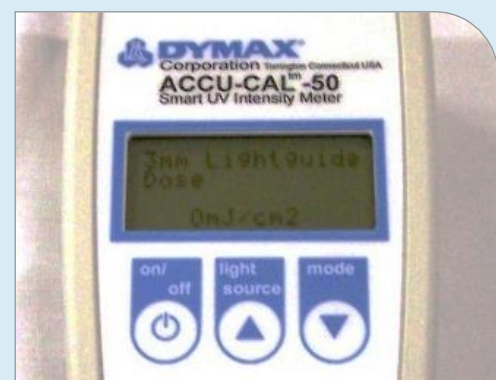 DYMAX
Corporation Torrington Connecticut USA
ACCU-CAL™-50
Smart UV Intensity Meter
3mm Lightguide
Dose
0mJ/cm2
on/ off
light source
mode